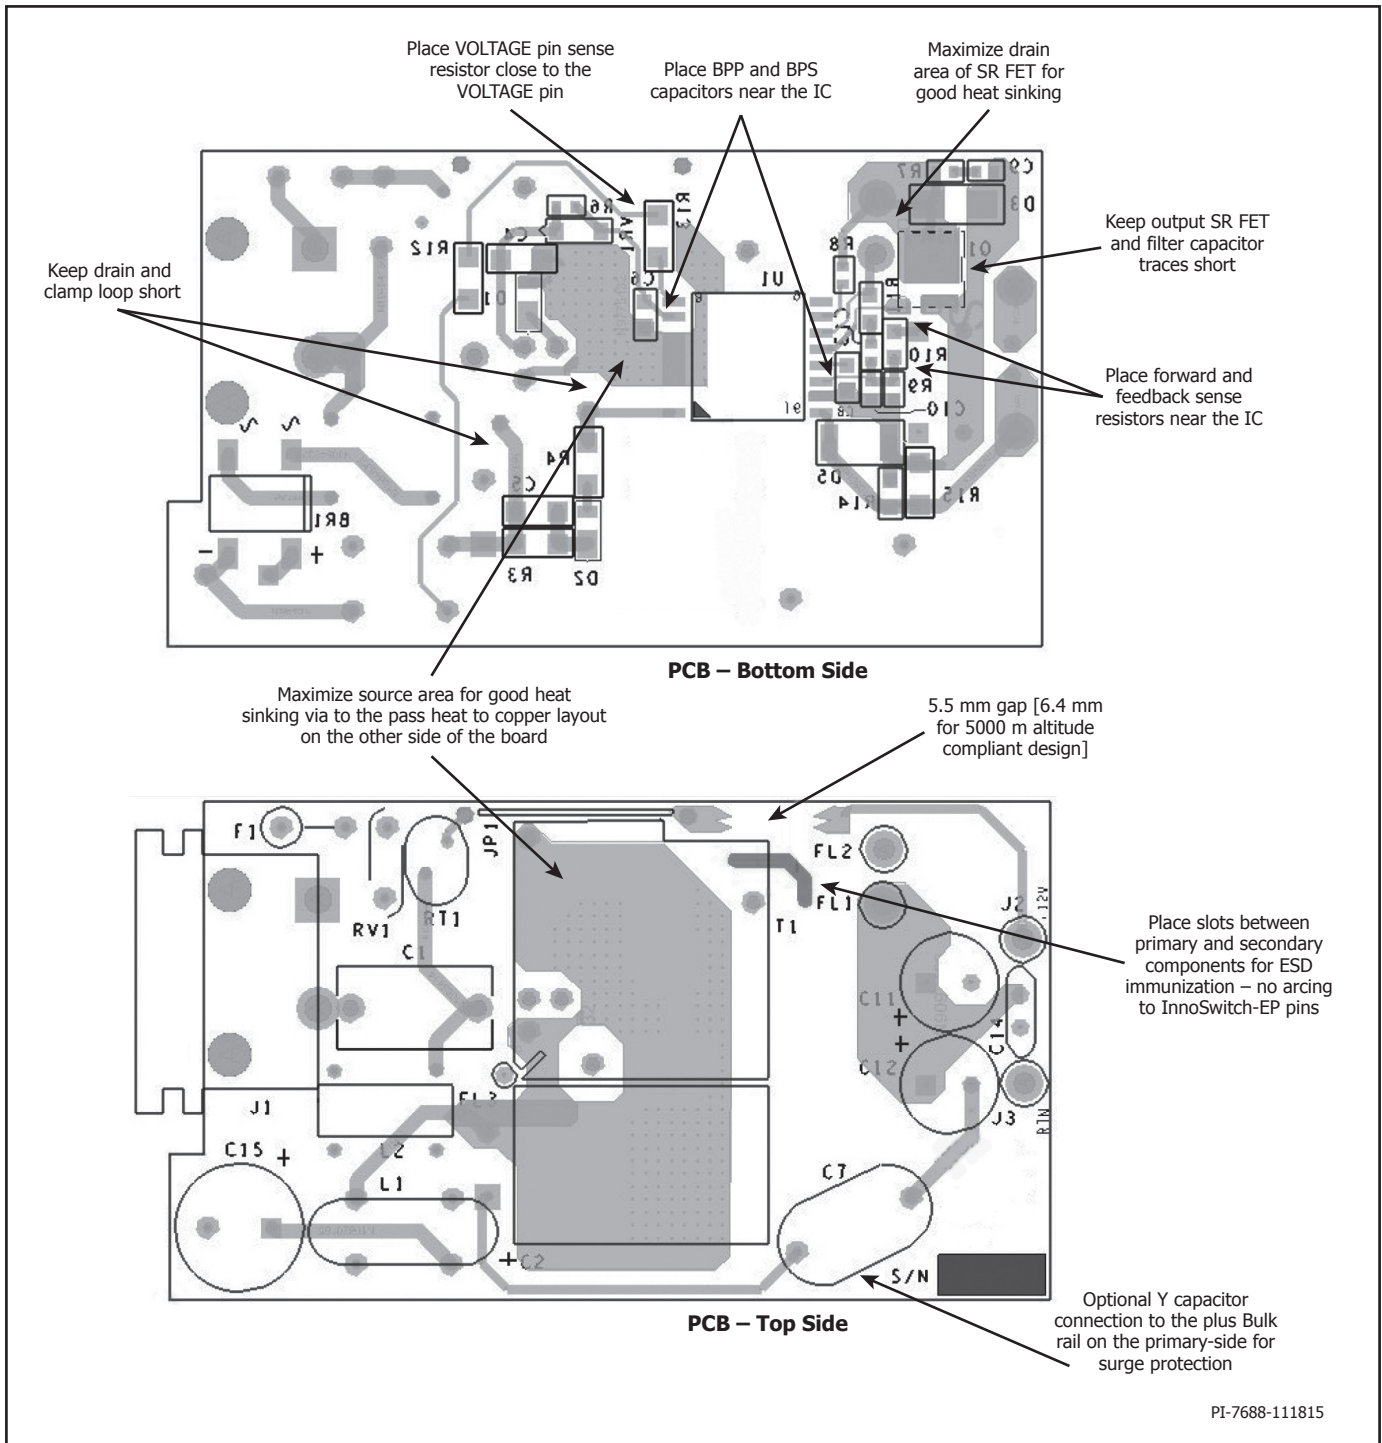 Place VOLTAGE pin sense
resistor close to the
VOLTAGE pin
Place BPP and BPS
capacitors near the IC
Maximize drain
area of SR FET for
good heat sinking
Keep drain and
clamp loop short
Keep output SR FET
and filter capacitor
traces short
Place forward and
feedback sense
resistors near the IC
R7
C9
D3
R6
VR1
R13
R12
C4
D1
C6
U1
R8
Q1
R10
R9
C10
R4
C5
D5
R14
R15
BR1
- +
R3
D2
PCB – Bottom Side
Maximize source area for good heat
sinking via to the pass heat to copper layout
on the other side of the board
5.5 mm gap [6.4 mm
for 5000 m altitude
compliant design]
F1
JP1
RV1
RT1
C1
T1
FL2
FL1
J2
Place slots between
primary and secondary
components for ESD
immunization – no arcing
to InnoSwitch-EP pins
C11
+
+
C12
C14
J3
RTN
J1
FL3
L2
C15 +
L1
+C2
C7
S/N
PCB – Top Side
Optional Y capacitor
connection to the plus Bulk
rail on the primary-side for
surge protection
PI-7688-111815